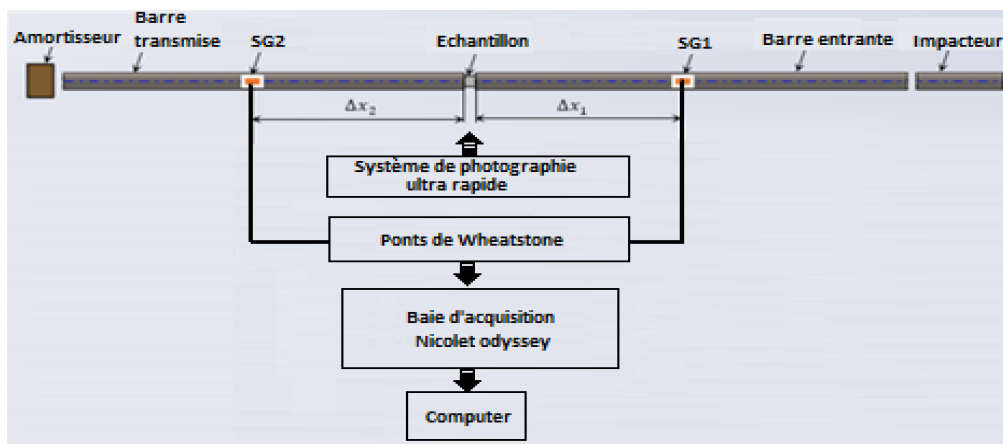 Amortisseur
Barre
transmise
SG2
Echantillon
SG1
Barre entrante
Impacteur
Δx₂
Δx₁
Système de photographie
ultra rapide
Ponts de Wheatstone
Baie d'acquisition
Nicolet odyssey
Computer